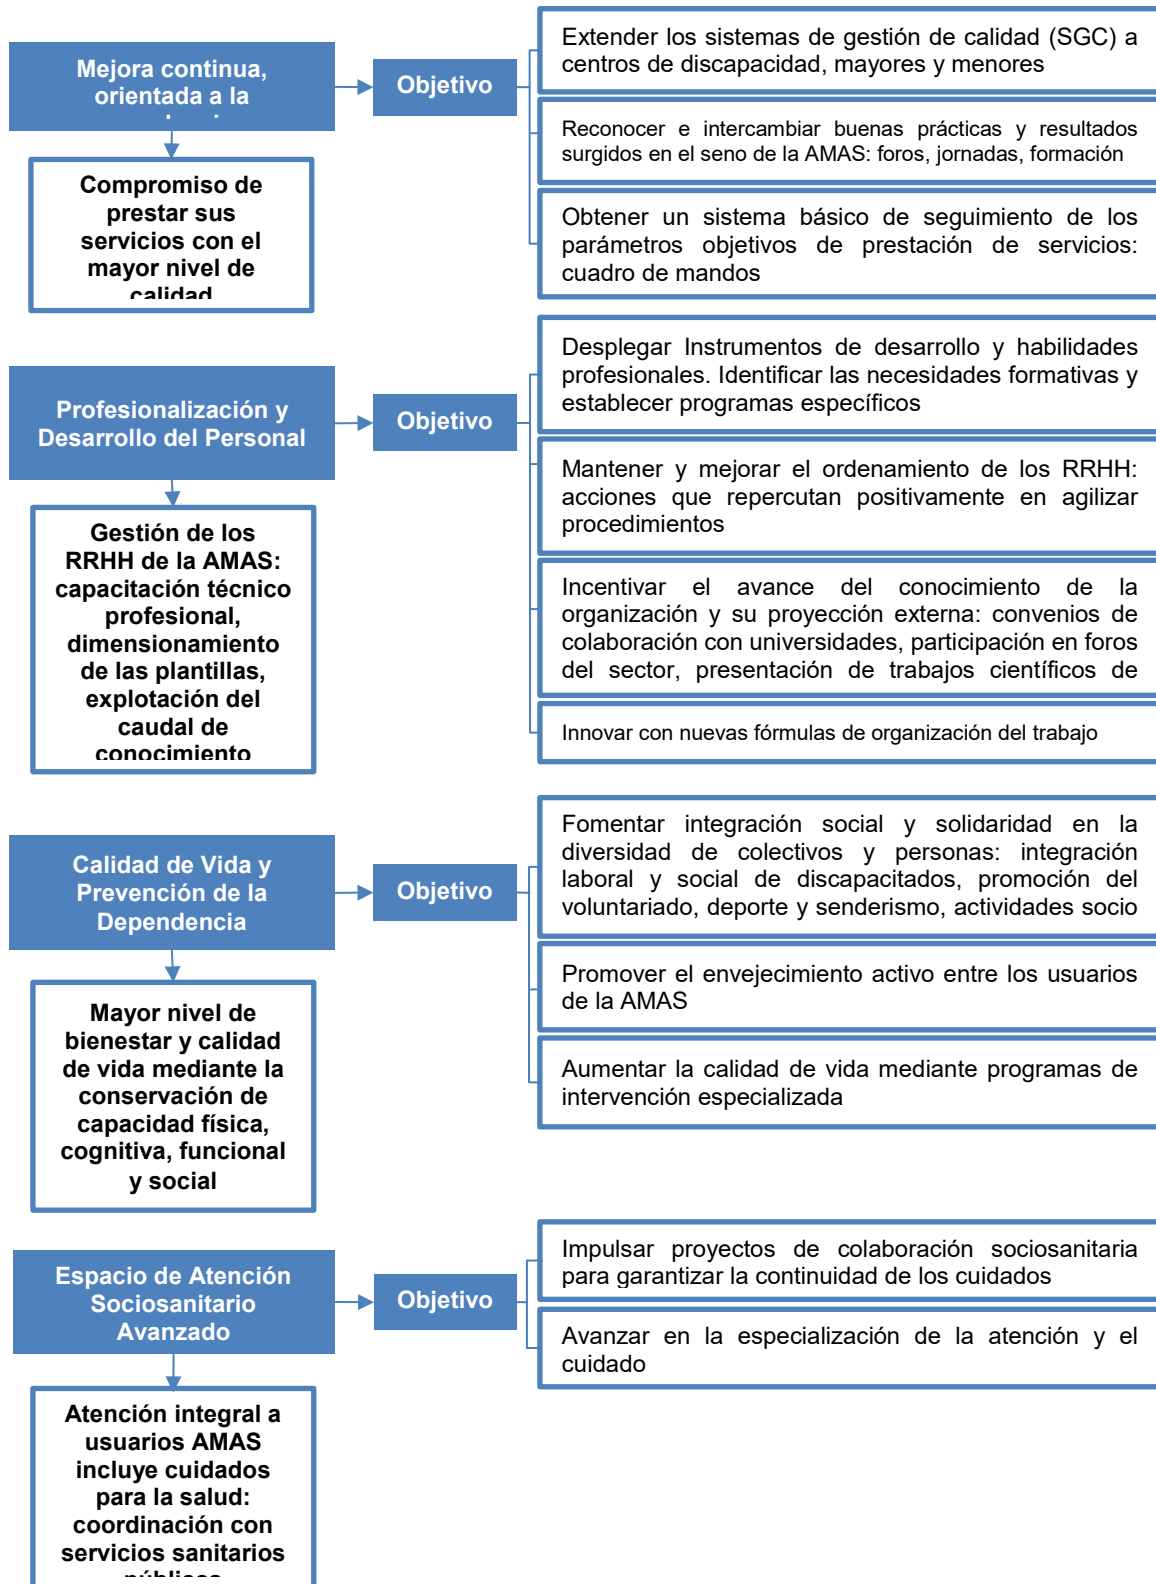 Mejora continua,
orientada a la
Objetivo
Extender los sistemas de gestión de calidad (SGC) a
centros de discapacidad, mayores y menores
Reconocer e intercambiar buenas prácticas y resultados
surgidos en el seno de la AMAS: foros, jornadas, formación
Obtener un sistema básico de seguimiento de los
parámetros objetivos de prestación de servicios:
cuadro de mandos
Compromiso de
prestar sus
servicios con el
mayor nivel de
calidad
Profesionalización y
Desarrollo del Personal
Objetivo
Desplegar Instrumentos de desarrollo y habilidades
profesionales. Identificar las necesidades formativas y
establecer programas específicos
Mantener y mejorar el ordenamiento de los RRHH:
acciones que repercutan positivamente en agilizar
procedimientos
Incentivar el avance del conocimiento de la
organización y su proyección externa: convenios de
colaboración con universidades, participación en foros
del sector, presentación de trabajos científicos de
Innovar con nuevas fórmulas de organización del trabajo
Gestión de los
RRHH de la AMAS:
capacitación técnico
profesional,
dimensionamiento
de las plantillas,
explotación del
caudal de
conocimiento
Calidad de Vida y
Prevención de la
Dependencia
Objetivo
Fomentar integración social y solidaridad en la
diversidad de colectivos y personas: integración
laboral y social de discapacitados, promoción del
voluntariado, deporte y senderismo, actividades socio
Promover el envejecimiento activo entre los usuarios
de la AMAS
Aumentar la calidad de vida mediante programas de
intervención especializada
Mayor nivel de
bienestar y calidad
de vida mediante la
conservación de
capacidad física,
cognitiva, funcional
y social
Espacio de Atención
Sociosanitario
Avanzado
Objetivo
Impulsar proyectos de colaboración sociosanitaria
para garantizar la continuidad de los cuidados
Avanzar en la especialización de la atención y el
cuidado
Atención integral a
usuarios AMAS
incluye cuidados
para la salud:
coordinación con
servicios sanitarios
públicos